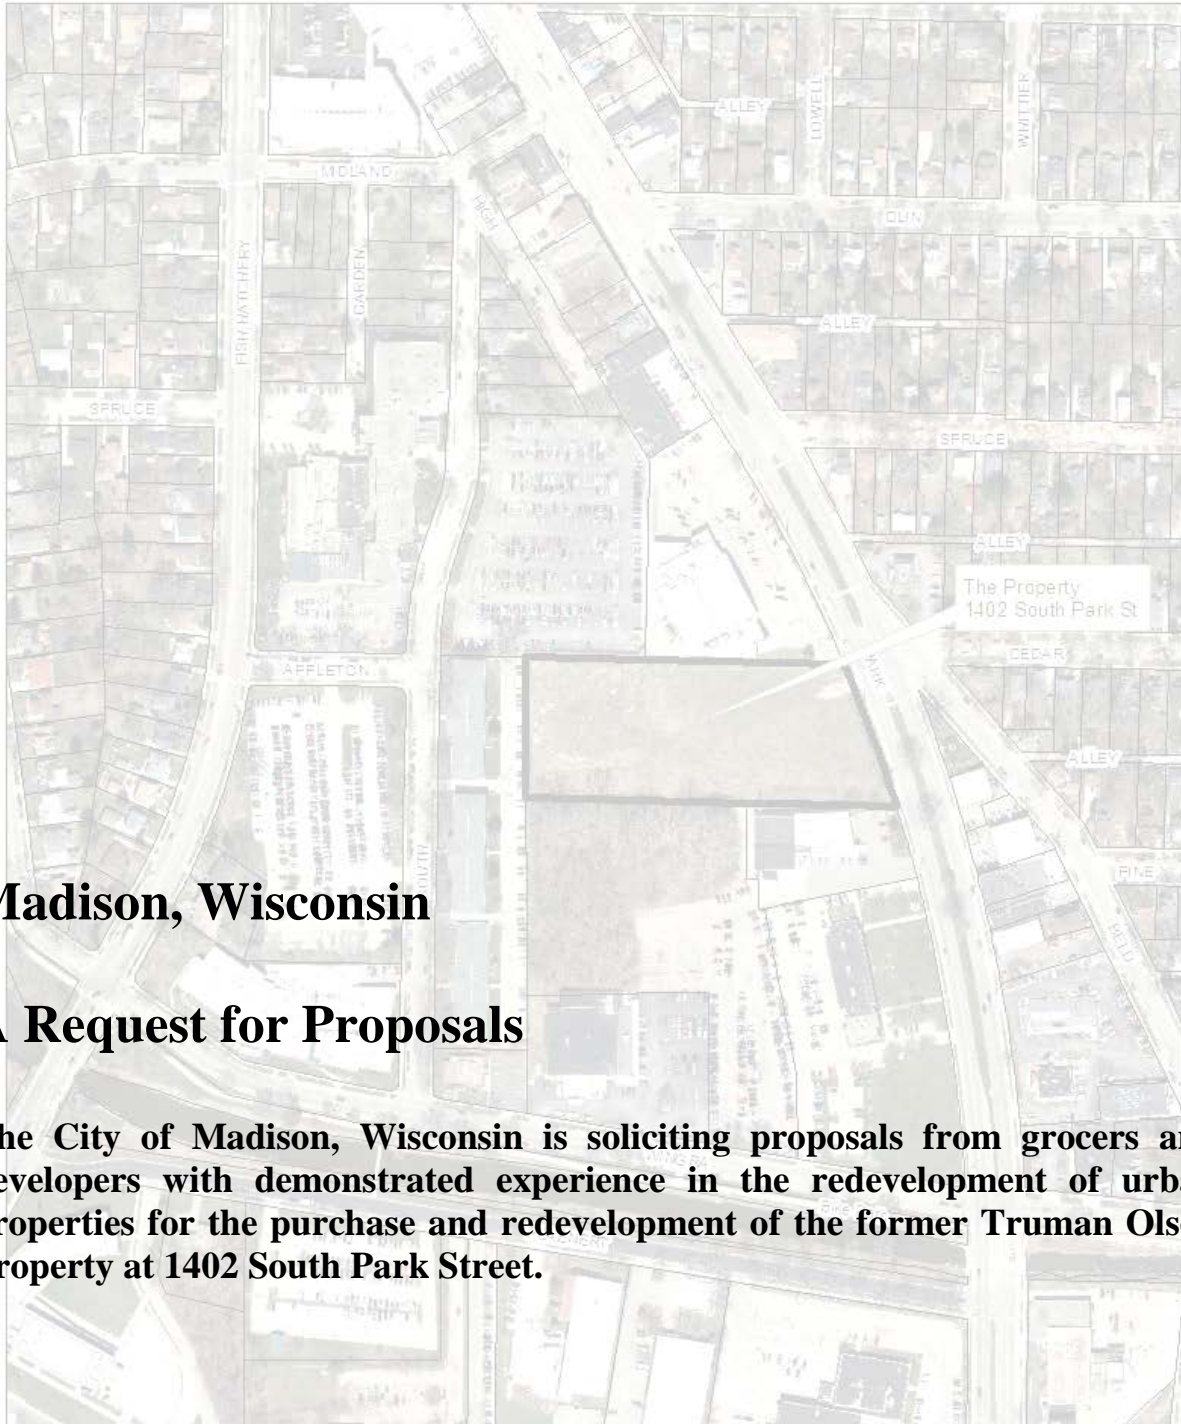 ALLEY
LOWELL
WHITTIER
MIDLAND
HIGH
OLIN
FISH HATCHERY
GARDEN
ALLEY
SPRUCE
SPRUCE
ALLEY
The Property
1402 South Park St
CEDAR
APPLETON
PARK
ALLEY
FINE
Madison, Wisconsin
A Request for Proposals
he City of Madison, Wisconsin is soliciting proposals from grocers an
evelopers with demonstrated experience in the redevelopment of urba
roperties for the purchase and redevelopment of the former Truman Olso
roperty at 1402 South Park Street.